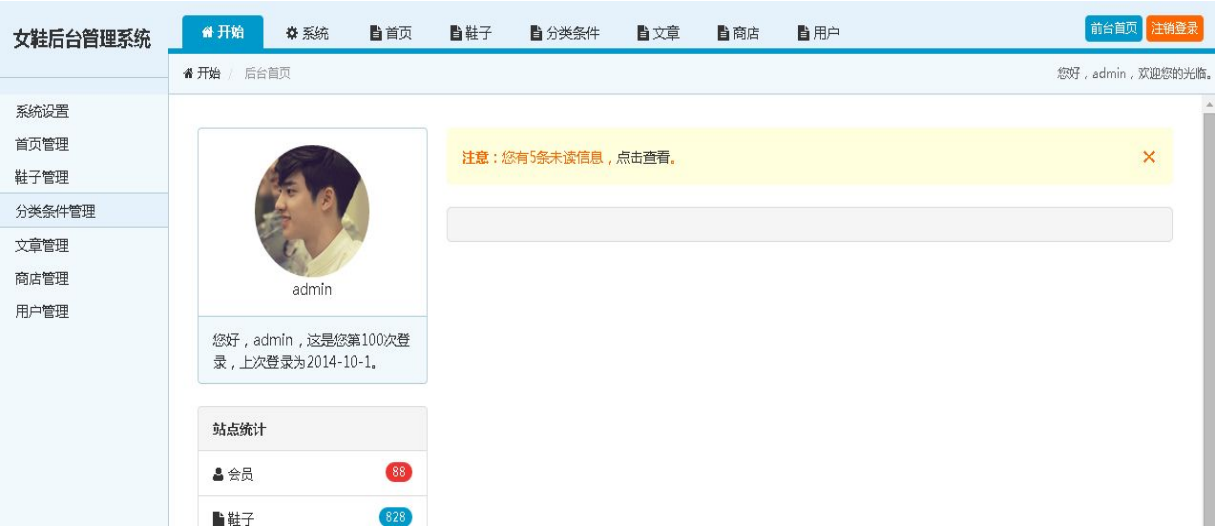 女鞋后台管理系统
开始 系统 首页 鞋子 分类条件 文章 商店 用户
前台首页 注销登录
开始 / 后台首页
您好，admin，欢迎您的光临。
系统设置
首页管理
鞋子管理
分类条件管理
文章管理
商店管理
用户管理
admin
您好，admin，这是您第100次登
录，上次登录为2014-10-1。
站点统计
会员 88
鞋子 828
注意：您有5条未读信息，点击查看。 ×